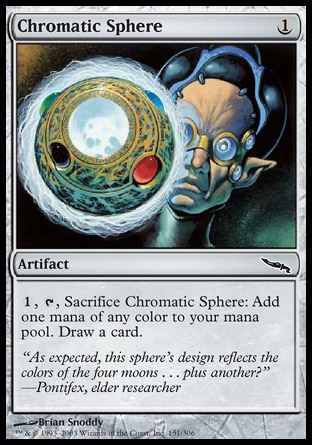 Chromatic Sphere 1
Artifact
1, , Sacrifice Chromatic Sphere: Add
one mana of any color to your mana
pool. Draw a card.
"As expected, this sphere's design reflects the
colors of the four moons . . . plus another?"
—Pontifex, elder researcher
Brian Snoddy
™ & © 1993–2003 Wizards of the Coast, Inc. 151/306